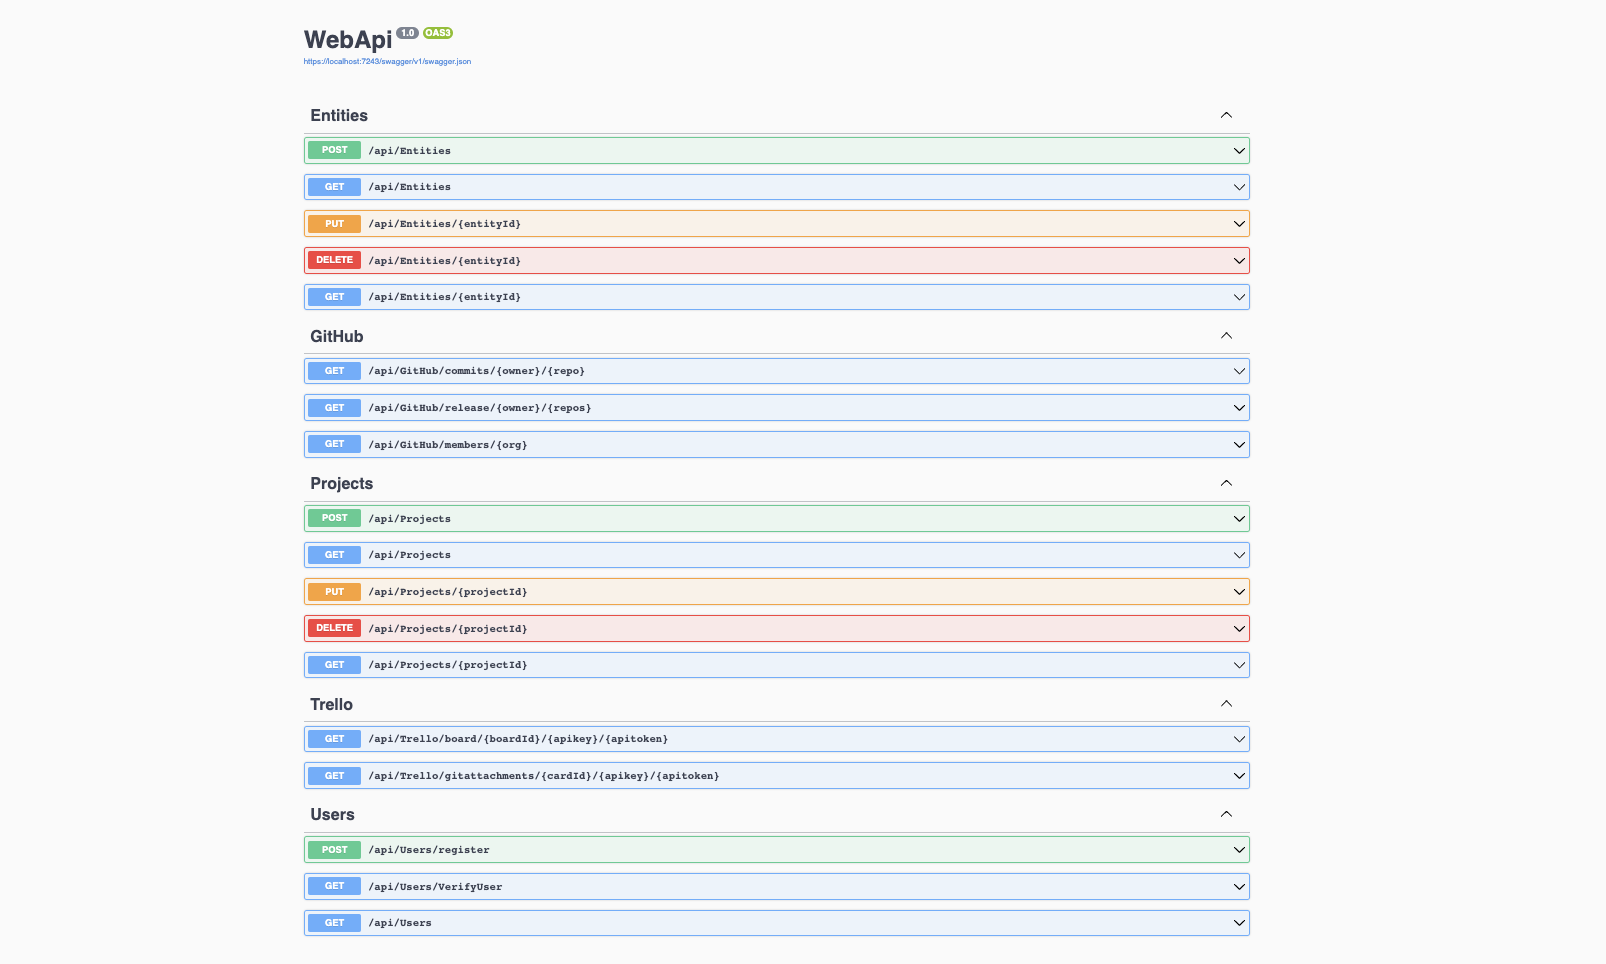 WebApi 1.0 OAS3
https://localhost:7243/swagger/v1/swagger.json
Entities
POST /api/Entities
GET /api/Entities
PUT /api/Entities/{entityId}
DELETE /api/Entities/{entityId}
GET /api/Entities/{entityId}
GitHub
GET /api/GitHub/commits/{owner}/{repo}
GET /api/GitHub/release/{owner}/{repos}
GET /api/GitHub/members/{org}
Projects
POST /api/Projects
GET /api/Projects
PUT /api/Projects/{projectId}
DELETE /api/Projects/{projectId}
GET /api/Projects/{projectId}
Trello
GET /api/Trello/board/{boardId}/{apikey}/{apitoken}
GET /api/Trello/gitattachments/{cardId}/{apikey}/{apitoken}
Users
POST /api/Users/register
GET /api/Users/VerifyUser
GET /api/Users